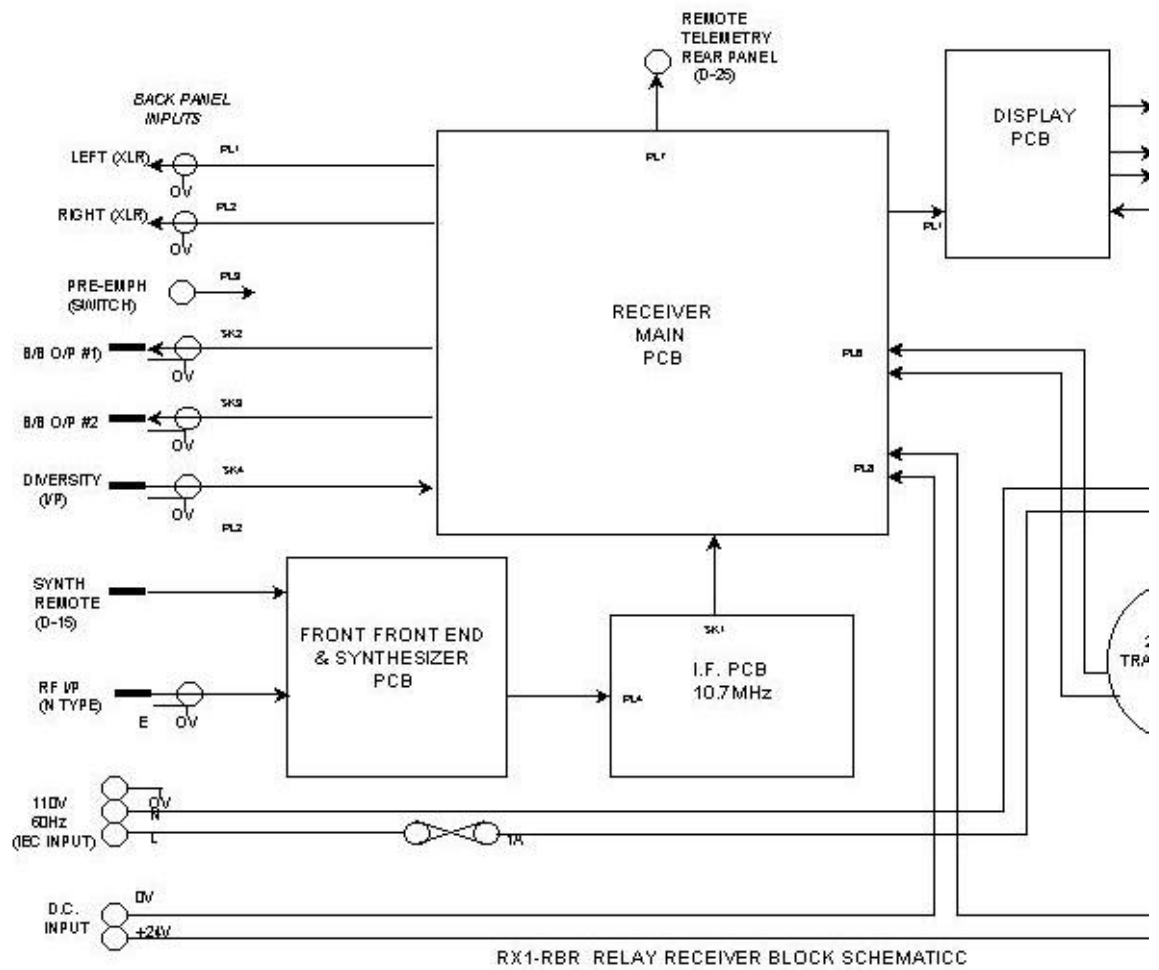 REMOTE
TELEMETRY
REAR PANEL
(D-25)
BACK PANEL
INPUTS
DISPLAY
PCB
LEFT (XLR)
PL1
0V
PL7
RIGHT (XLR)
PL2
0V
PL1
PRE-EMPH
(SWITCH)
RECEIVER
MAIN
PCB
B/B O/P #1)
SK2
0V
B/B O/P #2
0V
DIVERSITY
(I/P)
SK4
0V
PL2
SYNTH
REMOTE
(D-15)
FRONT FRONT END
& SYNTHESIZER
PCB
SK1
I.F. PCB
10.7MHz
PL4
RF I/P
(N TYPE)
E
0V
2
TRA
110V
60Hz
(IEC INPUT)
0V
N
L
1A
D.C.
INPUT
0V
+24V
RX1-RBR RELAY RECEIVER BLOCK SCHEMATICC